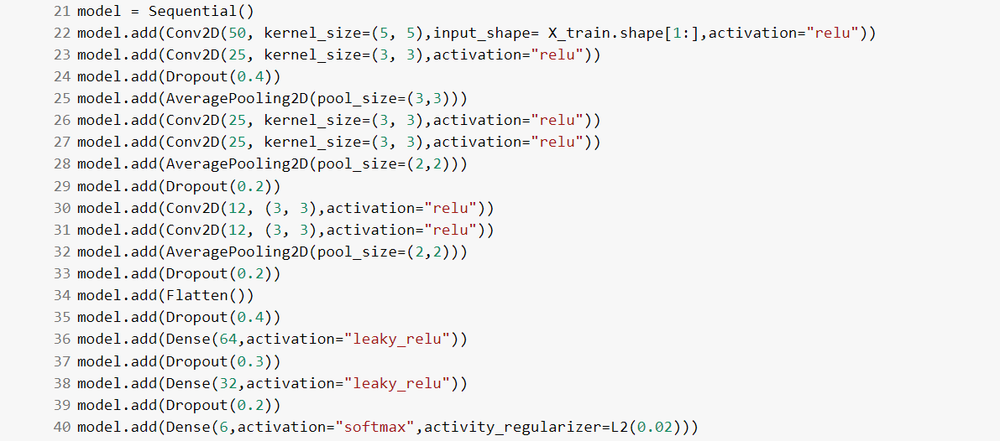 21 model = Sequential()
22 model.add(Conv2D(50, kernel_size=(5, 5),input_shape= X_train.shape[1:],activation="relu"))
23 model.add(Conv2D(25, kernel_size=(3, 3),activation="relu"))
24 model.add(Dropout(0.4))
25 model.add(AveragePooling2D(pool_size=(3,3)))
26 model.add(Conv2D(25, kernel_size=(3, 3),activation="relu"))
27 model.add(Conv2D(25, kernel_size=(3, 3),activation="relu"))
28 model.add(AveragePooling2D(pool_size=(2,2)))
29 model.add(Dropout(0.2))
30 model.add(Conv2D(12, (3, 3),activation="relu"))
31 model.add(Conv2D(12, (3, 3),activation="relu"))
32 model.add(AveragePooling2D(pool_size=(2,2)))
33 model.add(Dropout(0.2))
34 model.add(Flatten())
35 model.add(Dropout(0.4))
36 model.add(Dense(64,activation="leaky_relu"))
37 model.add(Dropout(0.3))
38 model.add(Dense(32,activation="leaky_relu"))
39 model.add(Dropout(0.2))
40 model.add(Dense(6,activation="softmax",activity_regularizer=L2(0.02)))